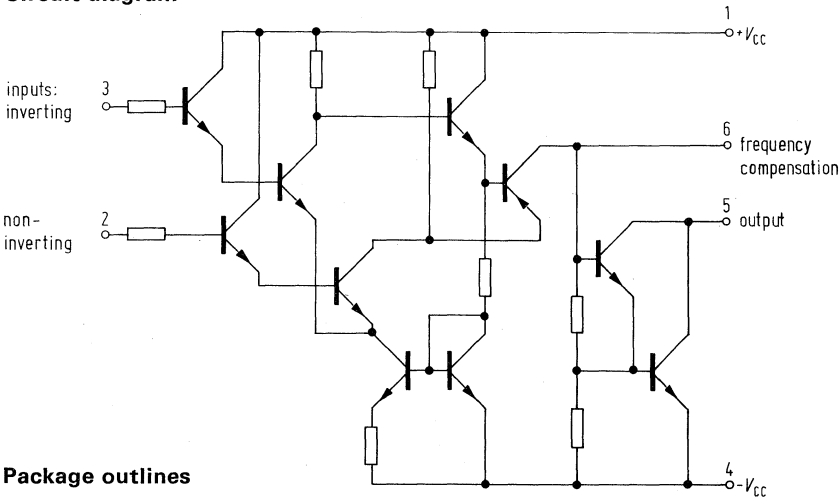 1
+VCC
inputs:
inverting
3
6
frequency
compensation
5
output
non-
inverting
2
Package outlines
4
-VCC